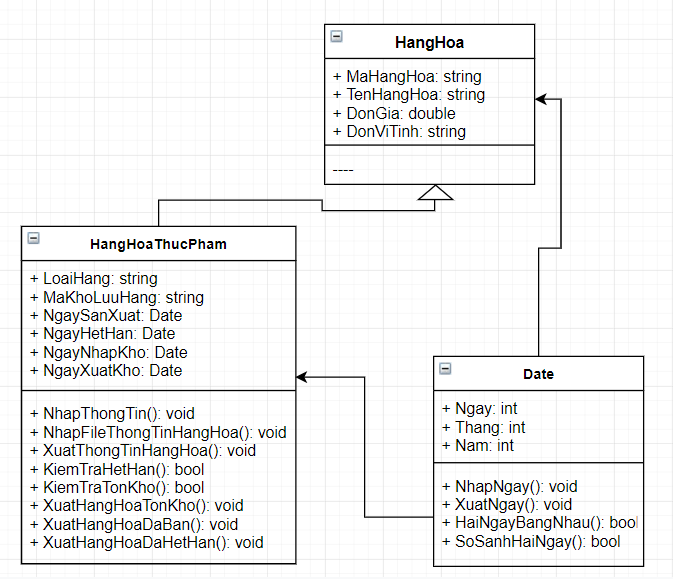 HangHoa
+ MaHangHoa: string
+ TenHangHoa: string
+ DonGia: double
+ DonViTinh: string
----
HangHoaThucPham
+ LoaiHang: string
+ MaKhoLuuHang: string
+ NgaySanXuat: Date
+ NgayHetHan: Date
+ NgayNhapKho: Date
+ NgayXuatKho: Date
+ NhapThongTin(): void
+ NhapFileThongTinHangHoa(): void
+ XuatThongTinHangHoa(): void
+ KiemTraHetHan(): bool
+ KiemTraTonKho(): bool
+ XuatHangHoaTonKho(): void
+ XuatHangHoaDaBan(): void
+ XuatHangHoaDaHetHan(): void
Date
+ Ngay: int
+ Thang: int
+ Nam: int
+ NhapNgay(): void
+ XuatNgay(): void
+ HaiNgayBangNhau(): bool
+ SoSanhHaiNgay(): bool